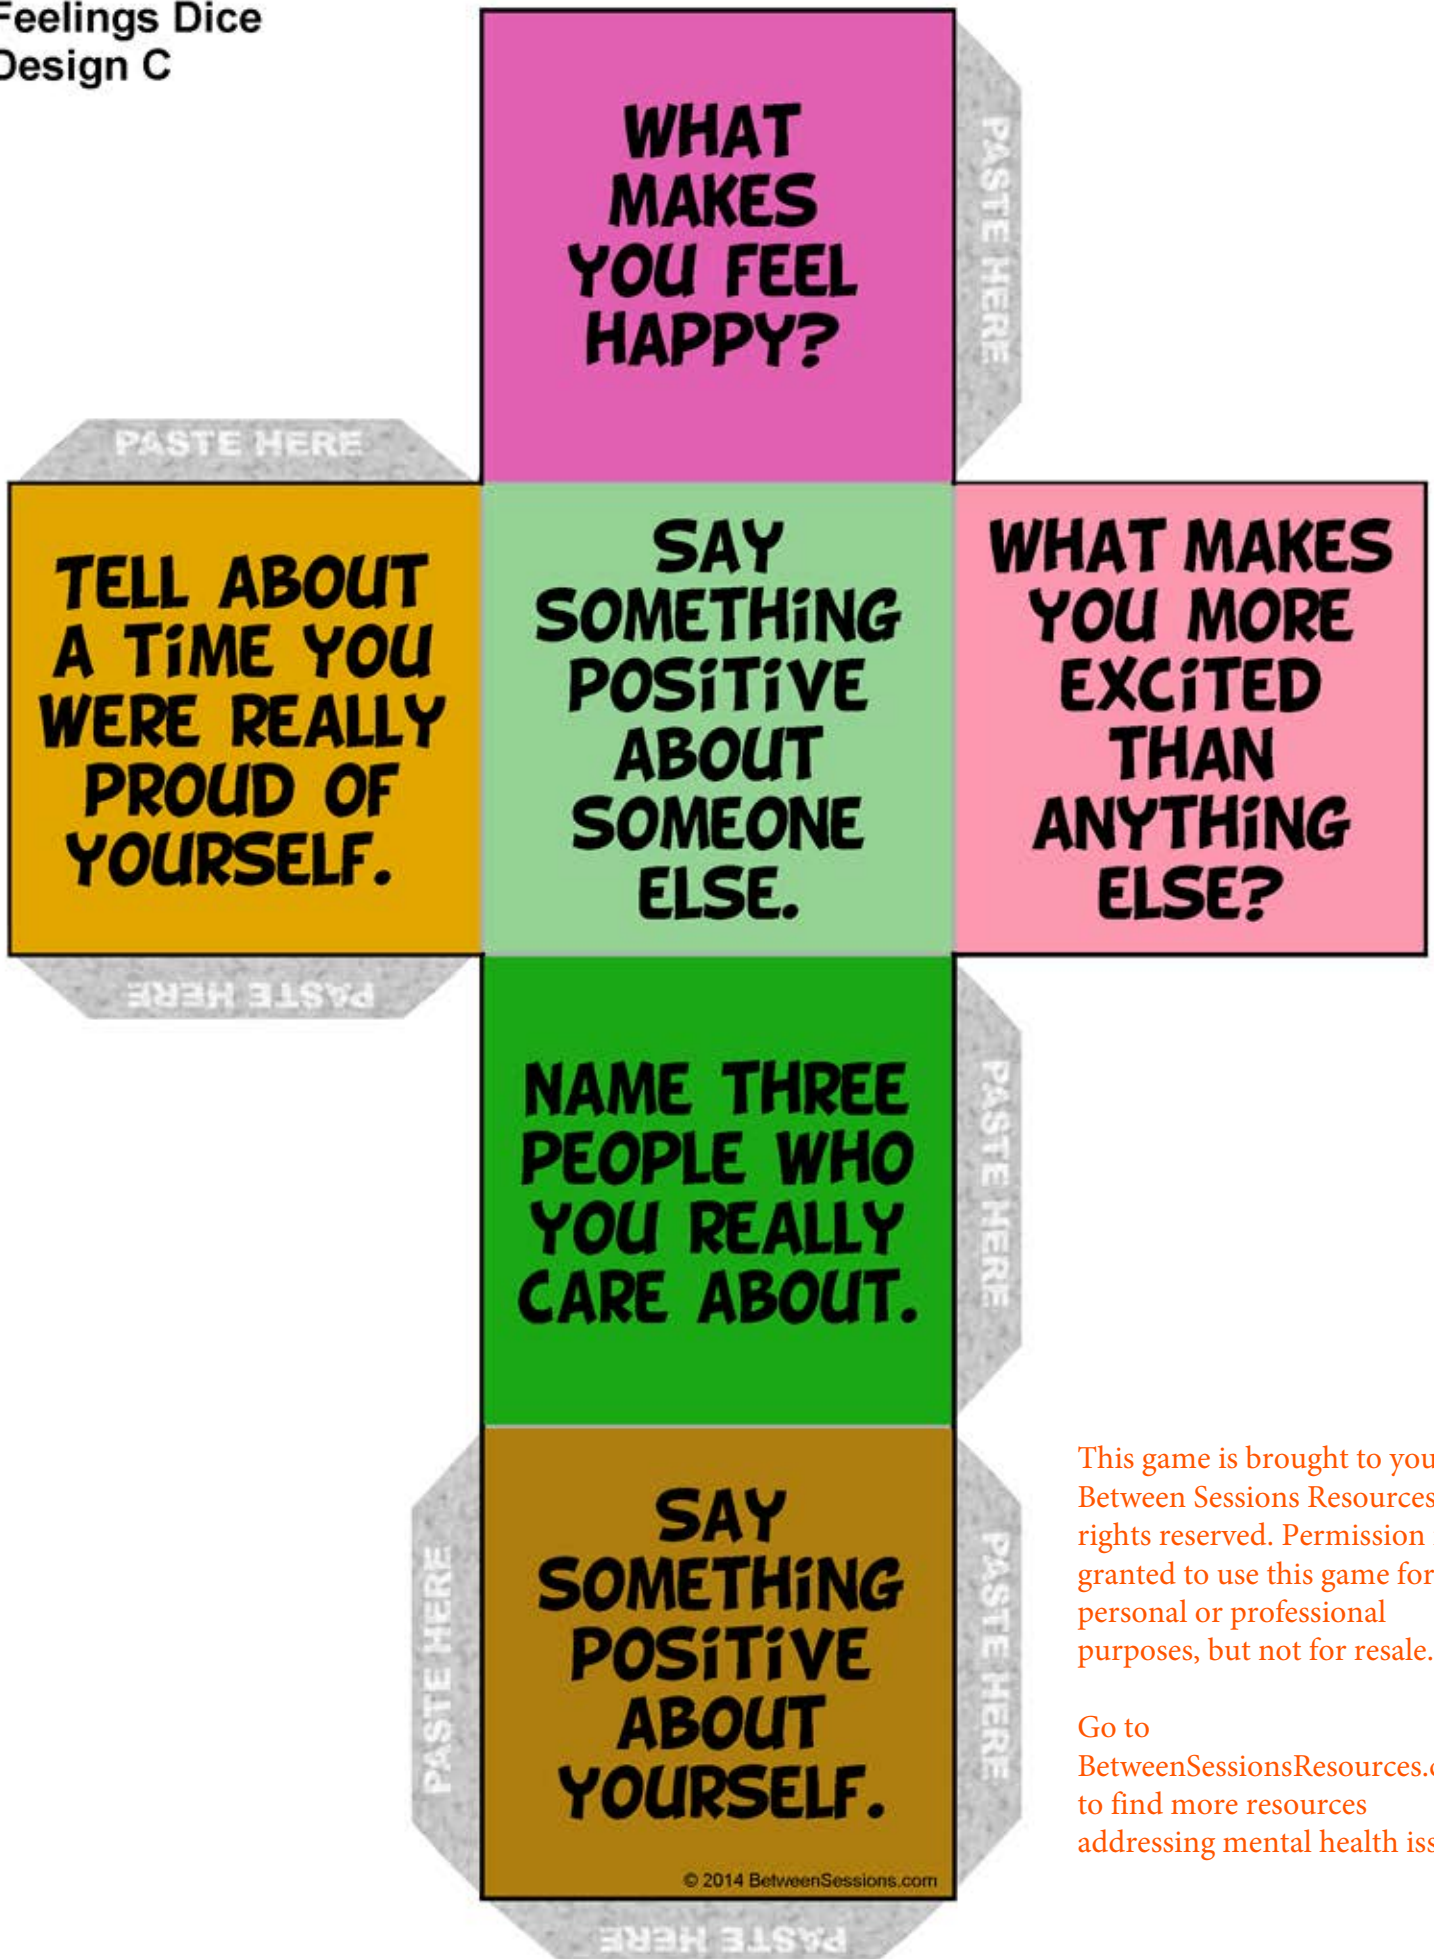 Feelings Dice
Design C
WHAT
MAKES
YOU FEEL
HAPPY?
PASTE HERE
PASTE HERE
TELL ABOUT
A TiME YOU
WERE REALLY
PROUD OF
YOURSELF.
PASTE HERE
SAY
SOMETHiNG
POSiTiVE
ABOUT
SOMEONE
ELSE.
WHAT MAKES
YOU MORE
EXCiTED
THAN
ANYTHiNG
ELSE?
NAME THREE
PEOPLE WHO
YOU REALLY
CARE ABOUT.
PASTE HERE
PASTE HERE
SAY
SOMETHiNG
POSiTiVE
ABOUT
YOURSELF.
© 2014 BetweenSessions.com
PASTE HERE
PASTE HERE
This game is brought to you
Between Sessions Resources
rights reserved. Permission
granted to use this game for
personal or professional
purposes, but not for resale.
Go to
BetweenSessionsResources.
to find more resources
addressing mental health